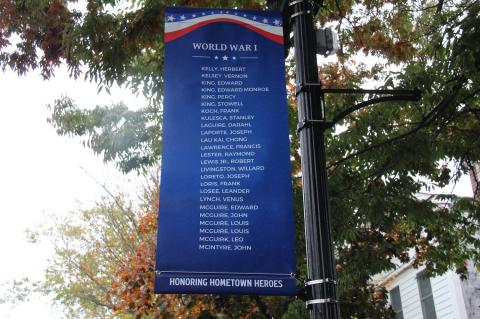 WORLD WAR I
KELLY, HERBERT
KELSEY, VERNON
KING, EDWARD
KING, EDWARD MONROE
KING, PERCY
KING, STOWELL
KOCH, FRANK
KULESCA, STANLEY
LAGUIRE, DARAHL
LAPORTE, JOSEPH
LAU KAI, CHONG
LAWRENCE, FRANCIS
LESTER, RAYMOND
LEWIS JR., ROBERT
LIVINGSTON, WILLARD
LORETO, JOSEPH
LORIS, FRANK
LOSEE, LEANDER
LYNCH, VENUS
MCGUIRE, EDWARD
MCGUIRE, JOHN
MCGUIRE, LOUIS
MCGUIRE, LOUIS
MCGUIRK, LEO
MCINTYRE, JOHN
HONORING HOMETOWN HEROES